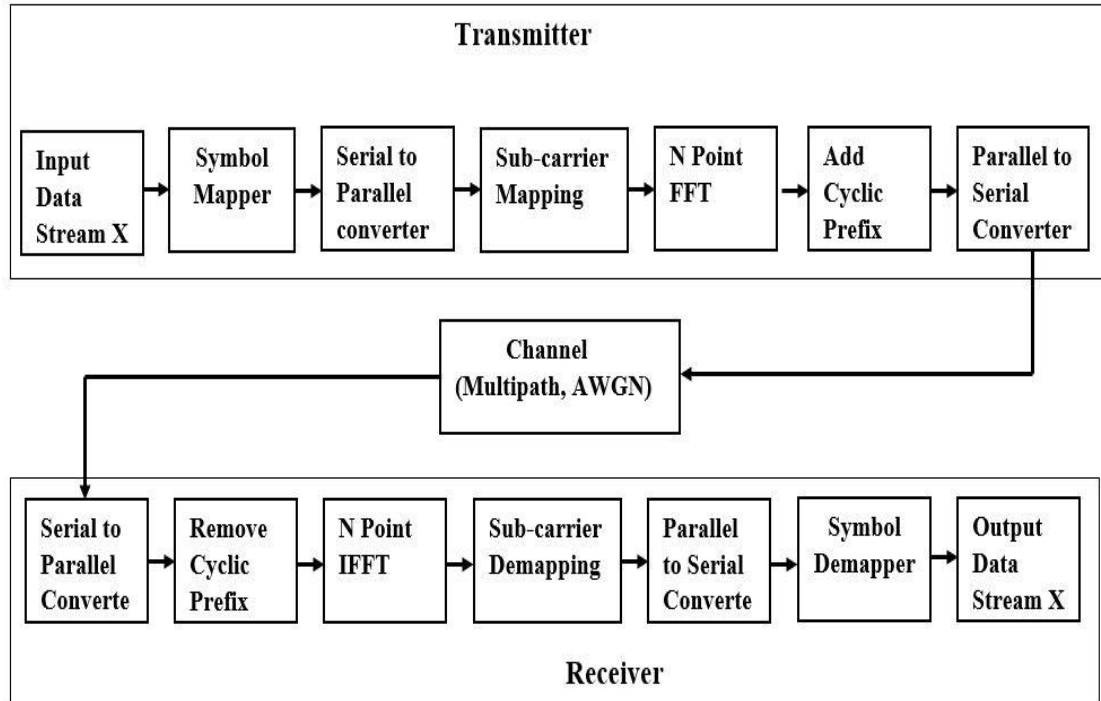 Transmitter
Input
Data
Stream X
Symbol
Mapper
Serial to
Parallel
converter
Sub-carrier
Mapping
N Point
FFT
Add
Cyclic
Prefix
Parallel to
Serial
Converter
Channel
(Multipath, AWGN)
Serial to
Parallel
Converte
Remove
Cyclic
Prefix
N Point
IFFT
Sub-carrier
Demapping
Parallel
to Serial
Converte
Symbol
Demapper
Output
Data
Stream X
Receiver